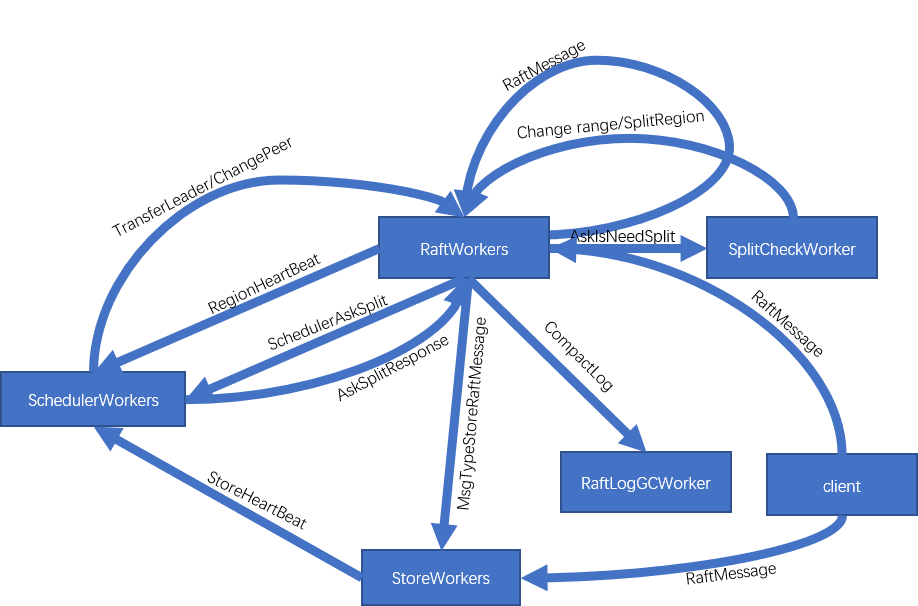 RaftMessage
Change range/SplitRegion
TransferLeader/ChangePeer
RaftWorkers
AskIsNeedSplit
SplitCheckWorker
RegionHeartBeat
SchedulerAskSplit
AskSplitResponse
MsgTypeStoreRaftMessage
CompactLog
RaftMessage
SchedulerWorkers
StoreHeartBeat
RaftLogGCWorker
client
StoreWorkers
RaftMessage